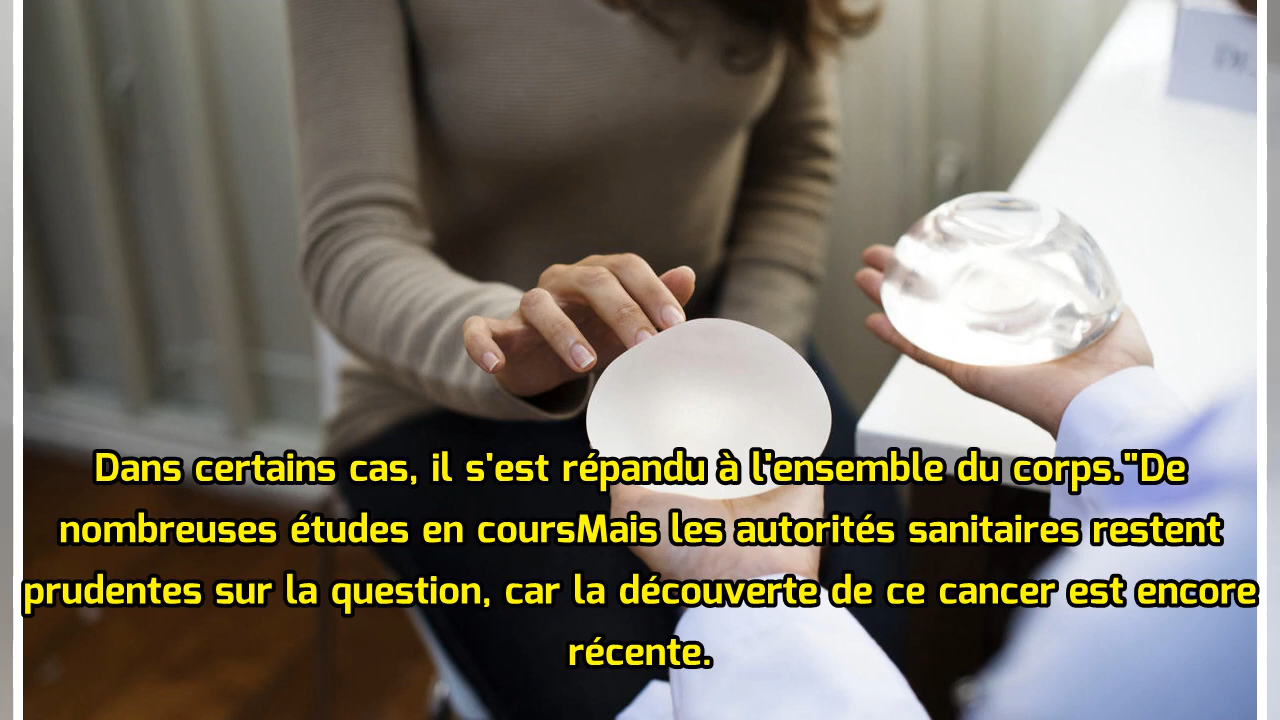 Dans certains cas, il s'est répandu à l'ensemble du corps."De
nombreuses études en coursMais les autorités sanitaires restent
prudentes sur la question, car la découverte de ce cancer est encore
récente.